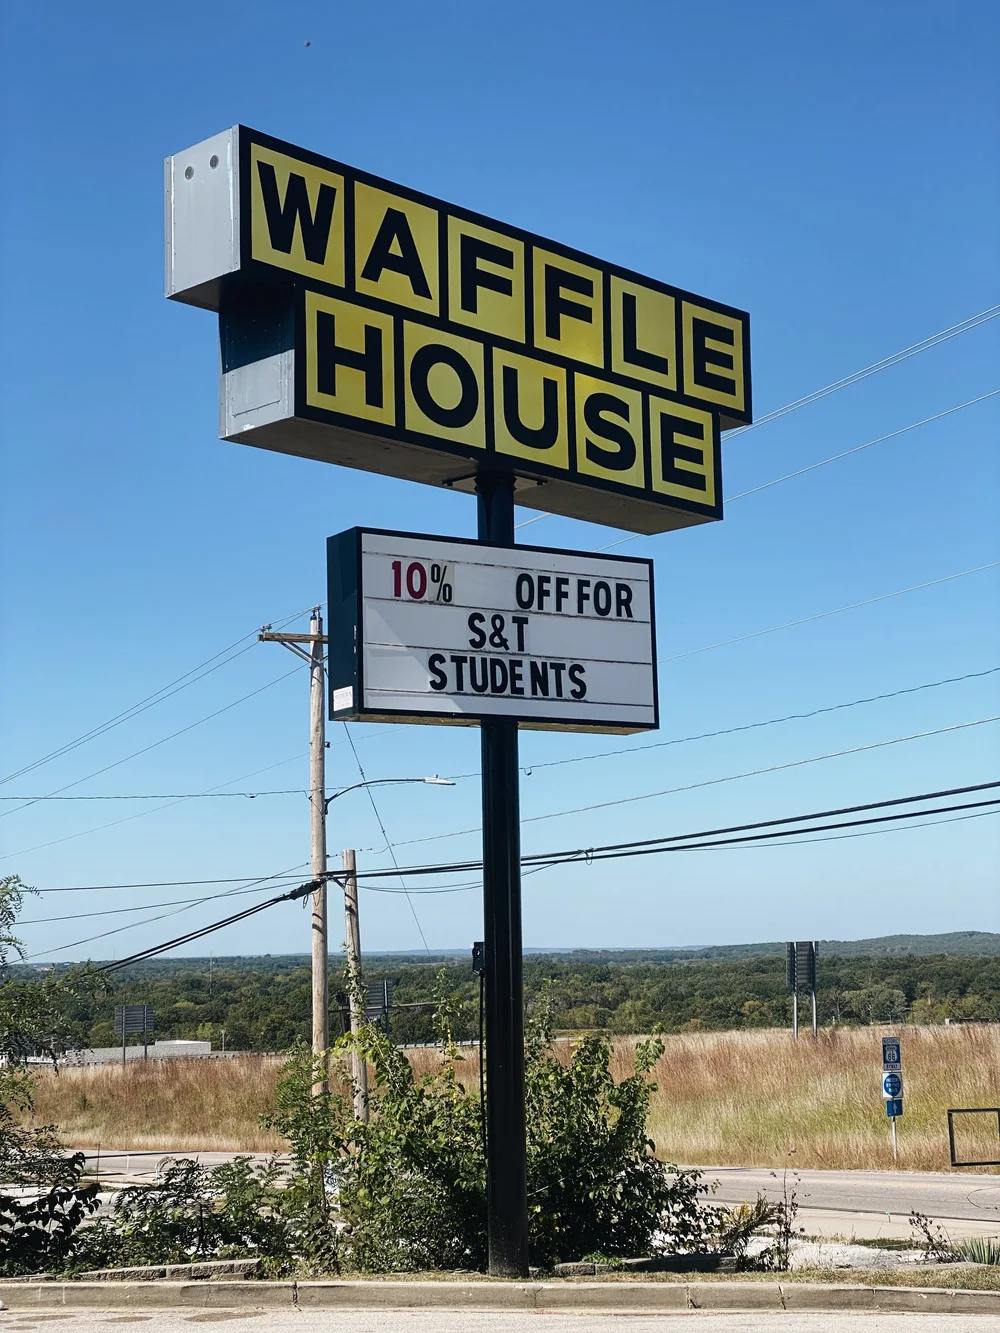 WAFFLE
HOUSE
10% OFF FOR
S&T
STUDENTS